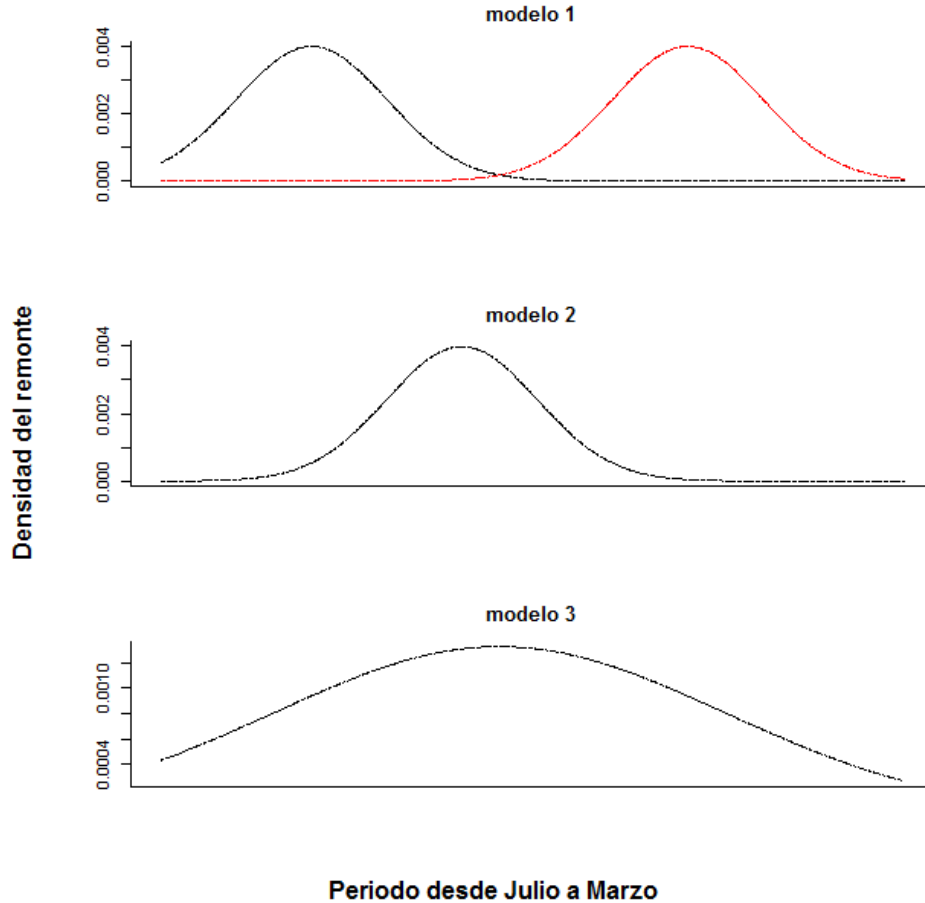 modelo 1
0.004
0.002
0.000
modelo 2
0.004
0.002
0.000
Densidad del remonte
modelo 3
0.0010
0.0004
Periodo desde Julio a Marzo